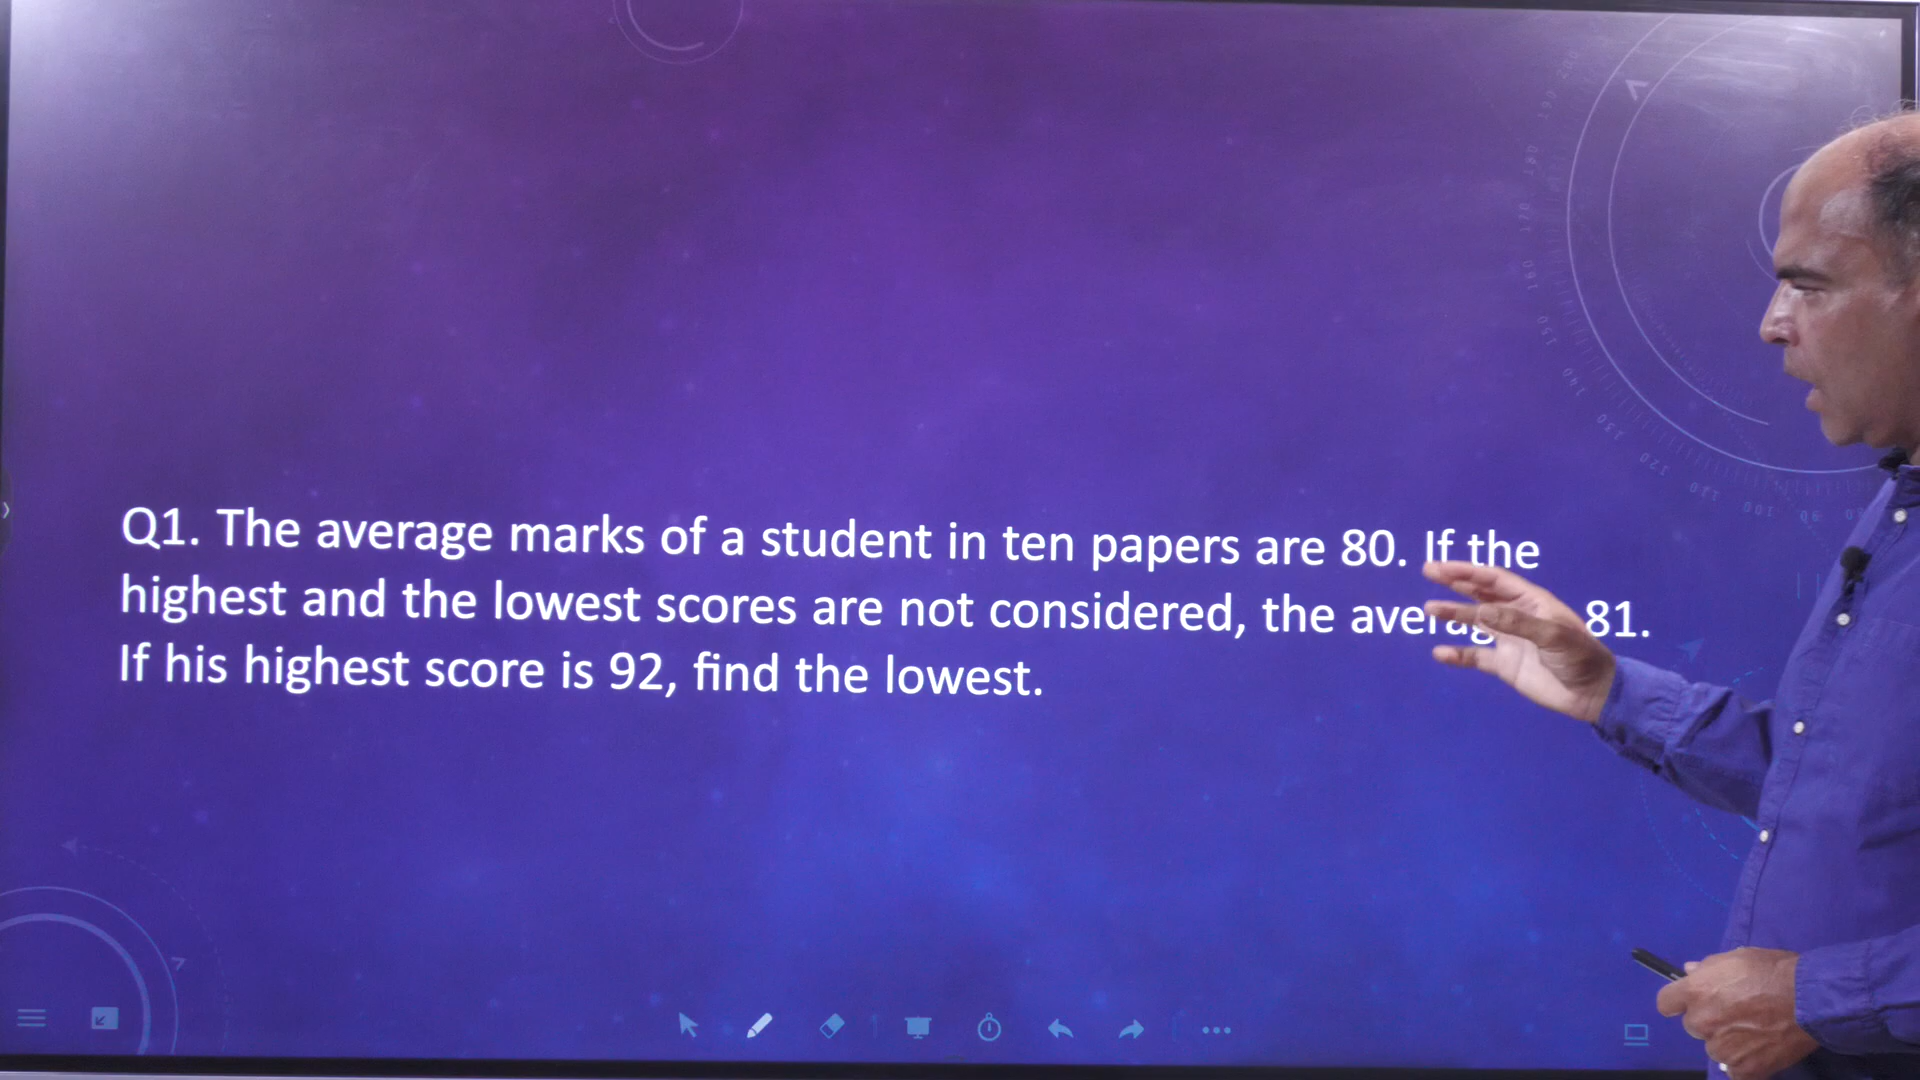 Q1. The average marks of a student in ten papers are 80. If the
highest and the lowest scores are not considered, the average 81.
If his highest score is 92, find the lowest.